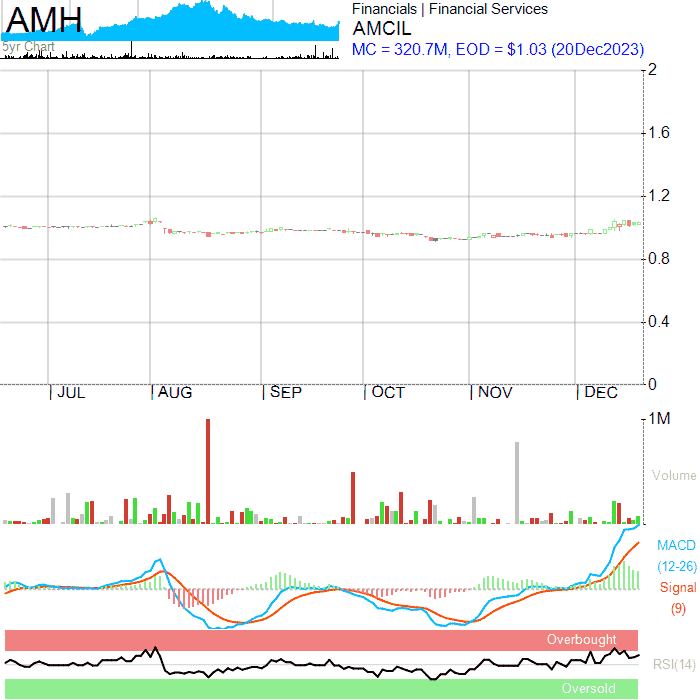 AMH
5yr Chart
Financials | Financial Services
AMCIL
MC = 320.7M, EOD = $1.03 (20Dec2023)
2
1.6
1.2
0.8
0.4
0
JUL
AUG
SEP
OCT
NOV
DEC
1M
Volume
MACD
(12-26)
Signal
(9)
Overbought
RSI(14)
Oversold